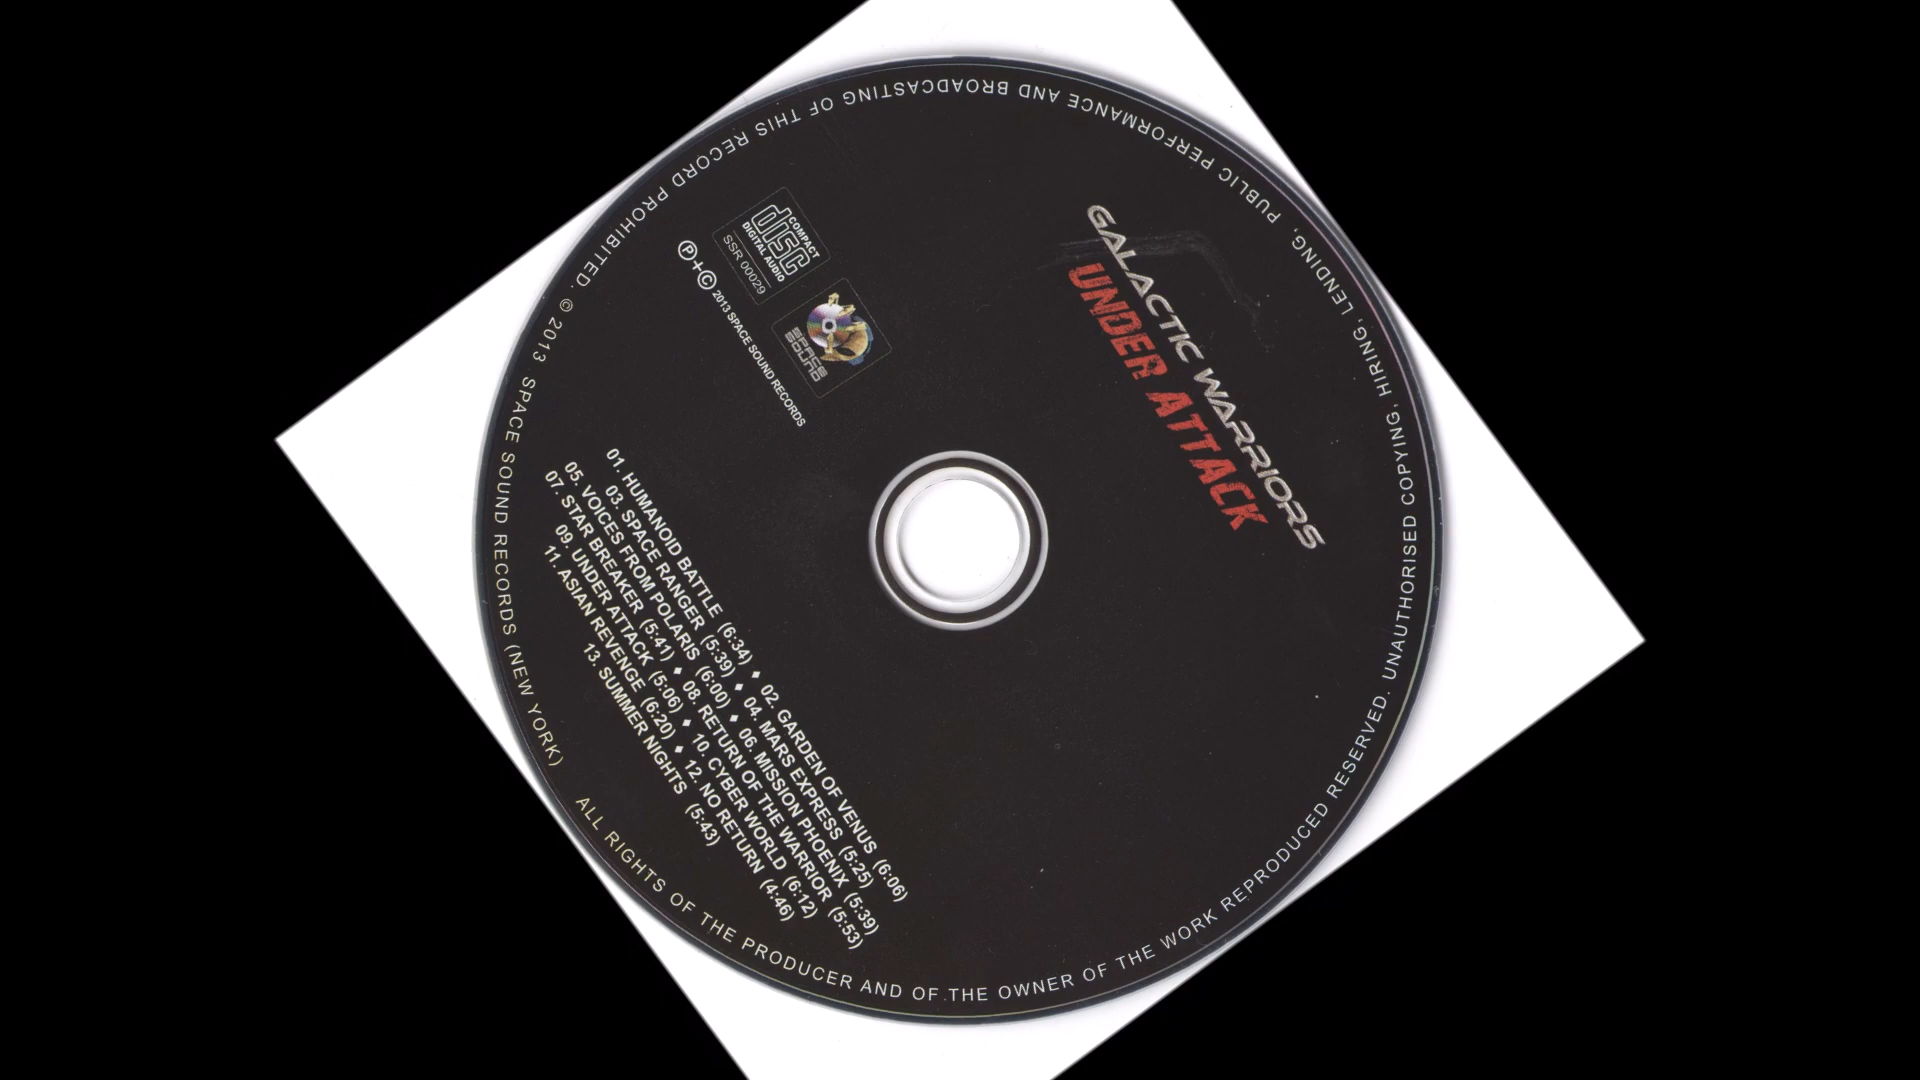 GALACTIC WARRIORS
UNDER ATTACK
COMPACT
disc
DIGITAL AUDIO
SSR 00029
SPACE
SOUND
Ⓟ+© 2013 SPACE SOUND RECORDS
01. HUMANOID BATTLE (6:34) ◆ 02. GARDEN OF VENUS (6:06)
03. SPACE RANGER (5:39) ◆ 04. MARS EXPRESS (5:25)
05. VOICES FROM POLARIS (6:00) ◆ 06. MISSION PHOENIX (5:39)
07. STAR BREAKER (5:41) ◆ 08. RETURN OF THE WARRIOR (5:53)
09. UNDER ATTACK (5:06) ◆ 10. CYBER WORLD (6:12)
11. ASIAN REVENGE (6:20) ◆ 12. NO RETURN (4:46)
13. SUMMER NIGHTS (5:43)
ALL RIGHTS OF THE PRODUCER AND OF THE OWNER OF THE WORK REPRODUCED RESERVED. UNAUTHORISED COPYING, HIRING, LENDING, PUBLIC PERFORMANCE AND BROADCASTING OF THIS RECORD PROHIBITED. © 2013 SPACE SOUND RECORDS (NEW YORK)